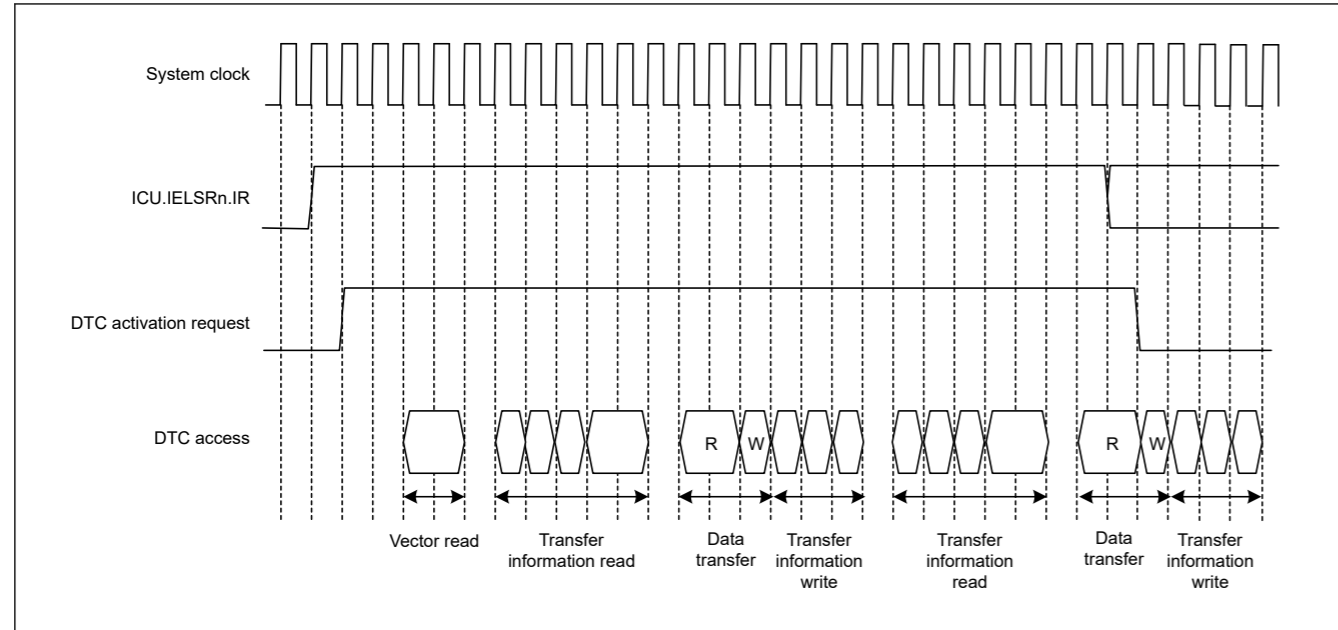 System clock
ICU.IELSRn.IR
DTC activation request
DTC access
R
W
R
W
Vector read
Transfer
information read
Data
transfer
Transfer
information
write
Transfer
information
read
Data
transfer
Transfer
information
write